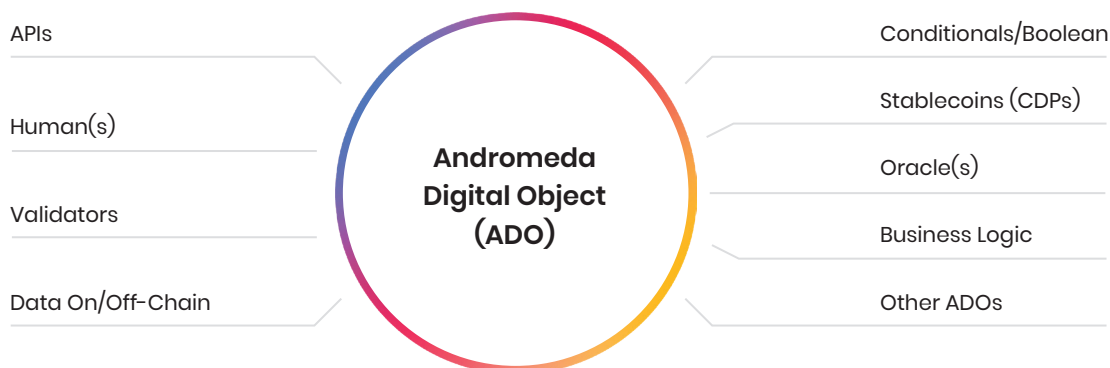 APIs
Human(s)
Validators
Data On/Off-Chain
Andromeda
Digital Object
(ADO)
Conditionals/Boolean
Stablecoins (CDPs)
Oracle(s)
Business Logic
Other ADOs